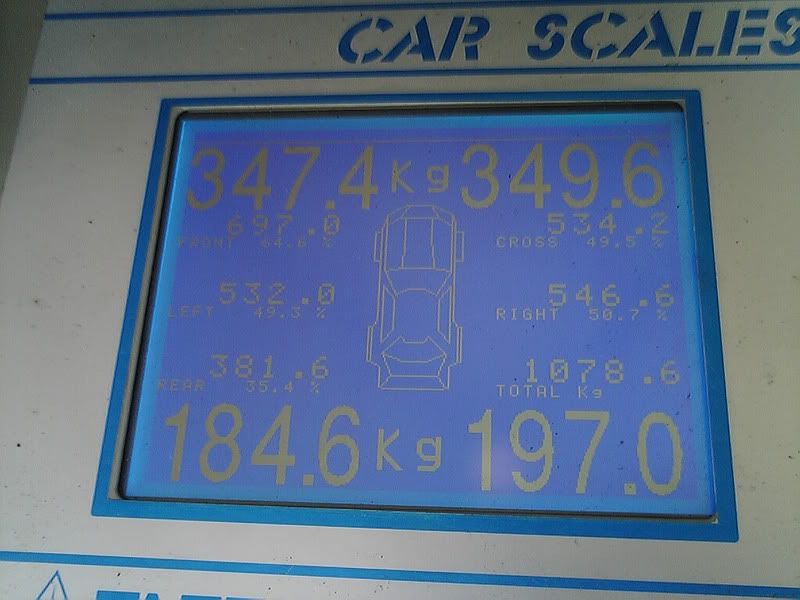 CAR SCALES
347.4 Kg 349.6
697.0 534.2
FRONT 64.6 % CROSS 49.5 %
532.0 546.6
LEFT 49.3 % RIGHT 50.7 %
381.6 1078.6
REAR 35.4 % TOTAL Kg
184.6 Kg 197.0